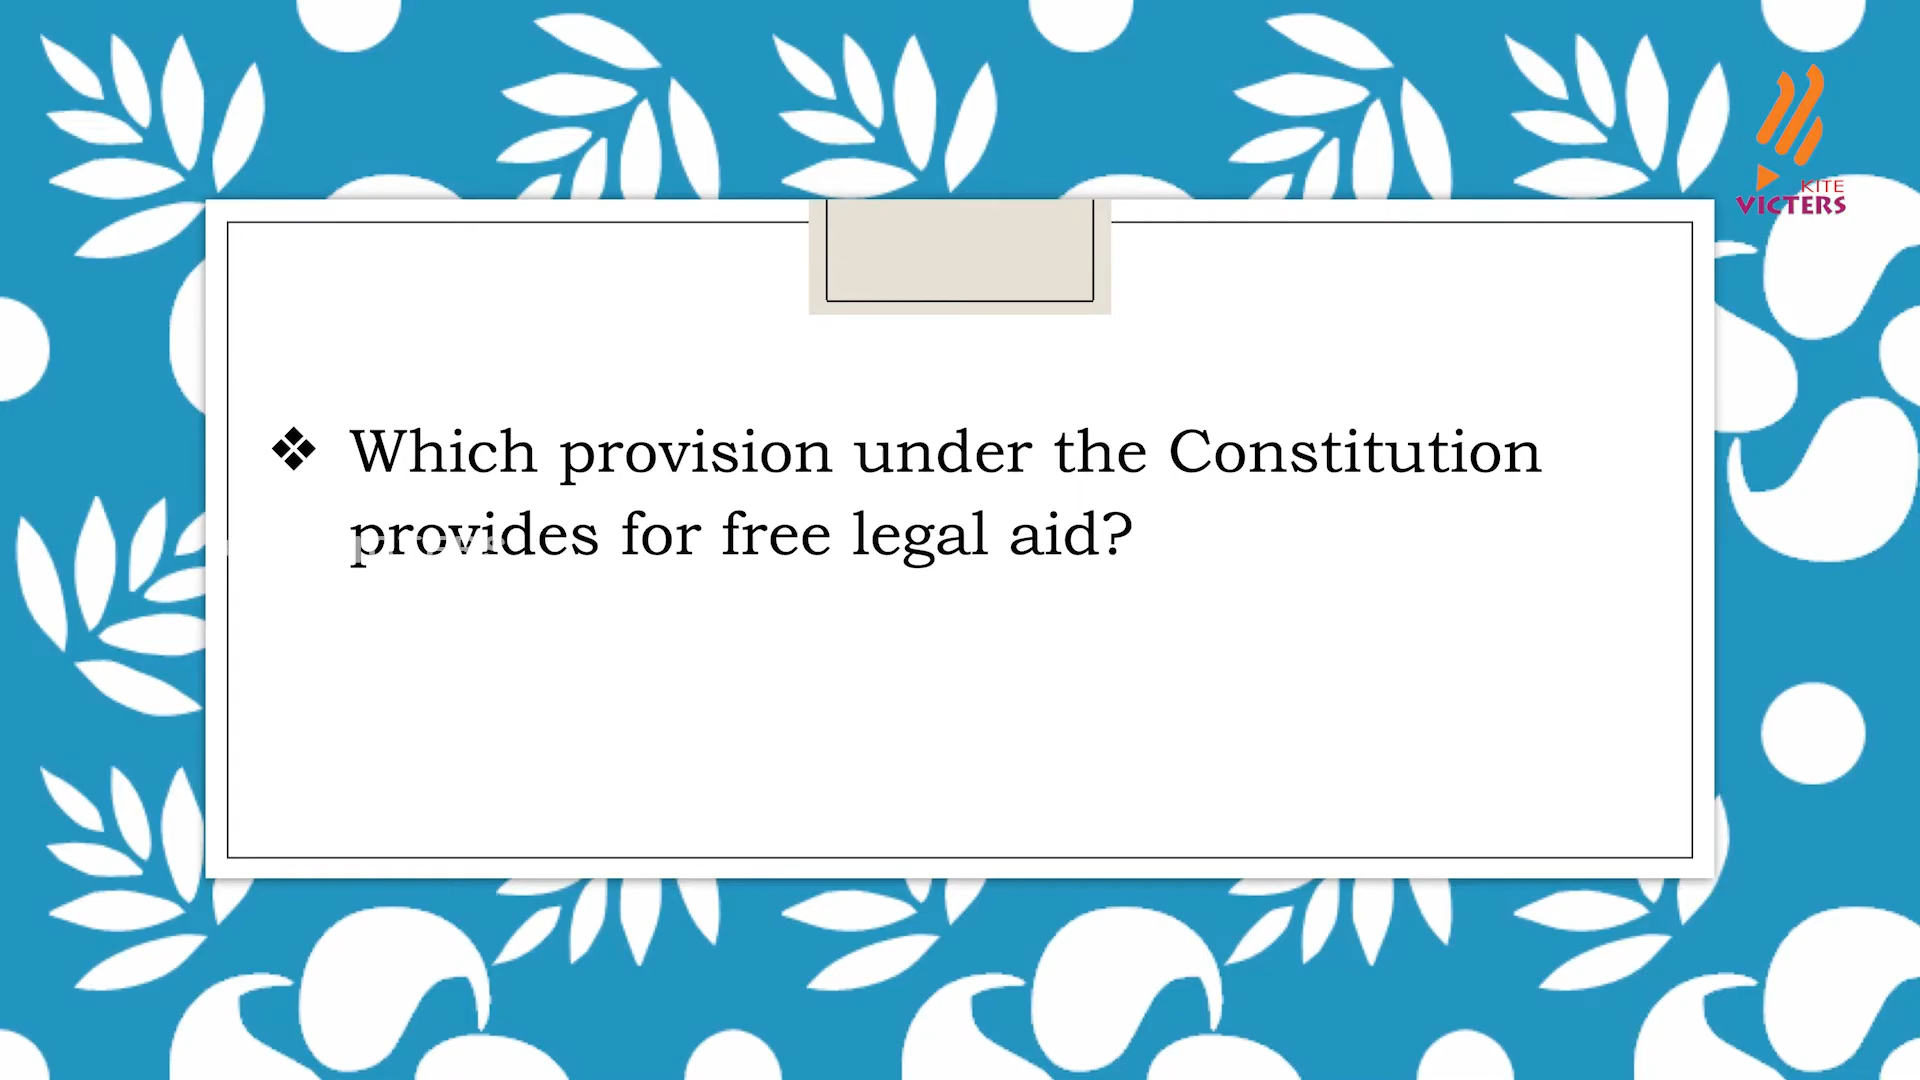 KITE
VICTERS
Which provision under the Constitution
provides for free legal aid?